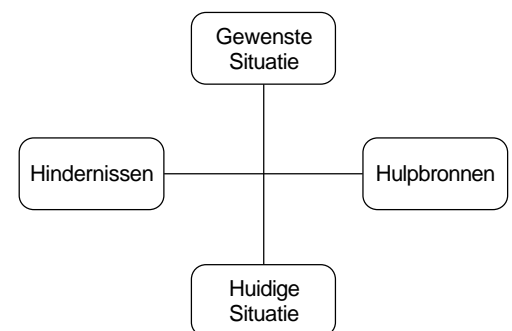 Gewenste
Situatie
Hindernissen
Hulpbronnen
Huidige
Situatie